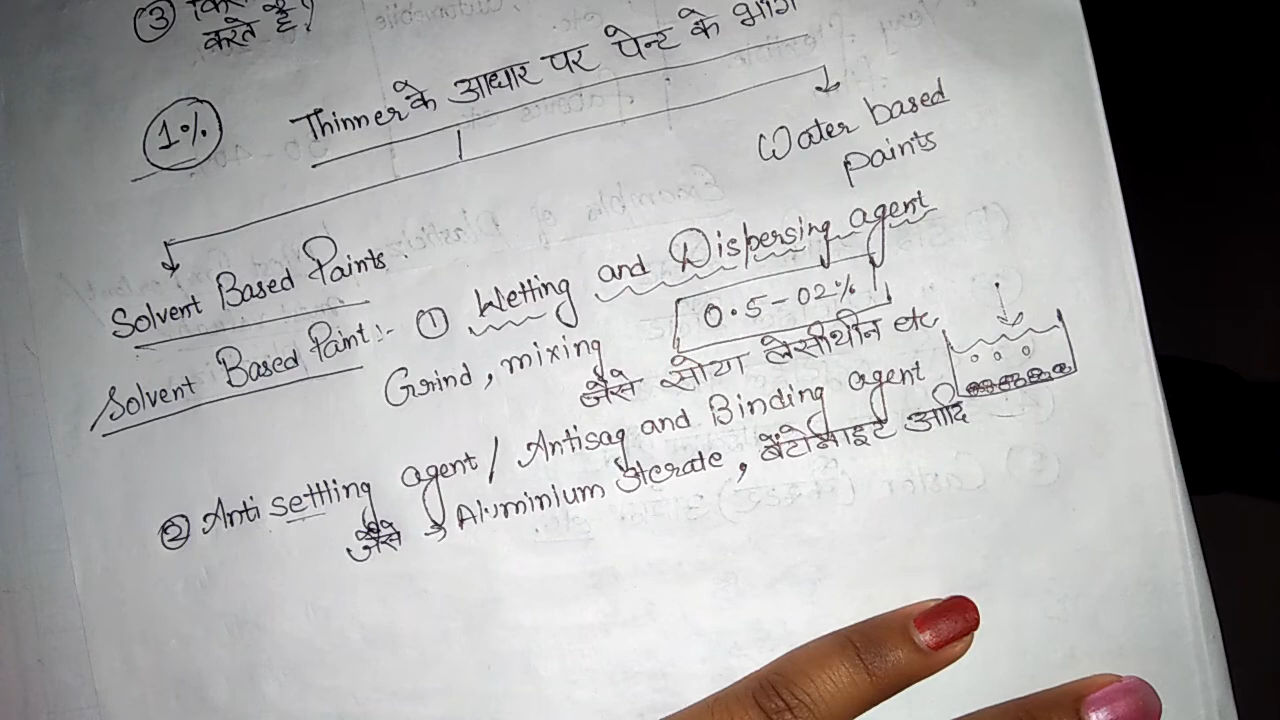 ③
करते है?
1%
Thinner के आधार पर पेन्ट के भाग
Solvent Based Paints.
Water based
paints
Solvent Based Paint:- ① Wetting and Dispersing agent
Grind, mixing
0.5-02%
जैसे सोया लेसीथीन etc
② Anti settling agent / Antisag and Binding agent
जैसे → Aluminium Sterate, बेंटोनाइट आदि